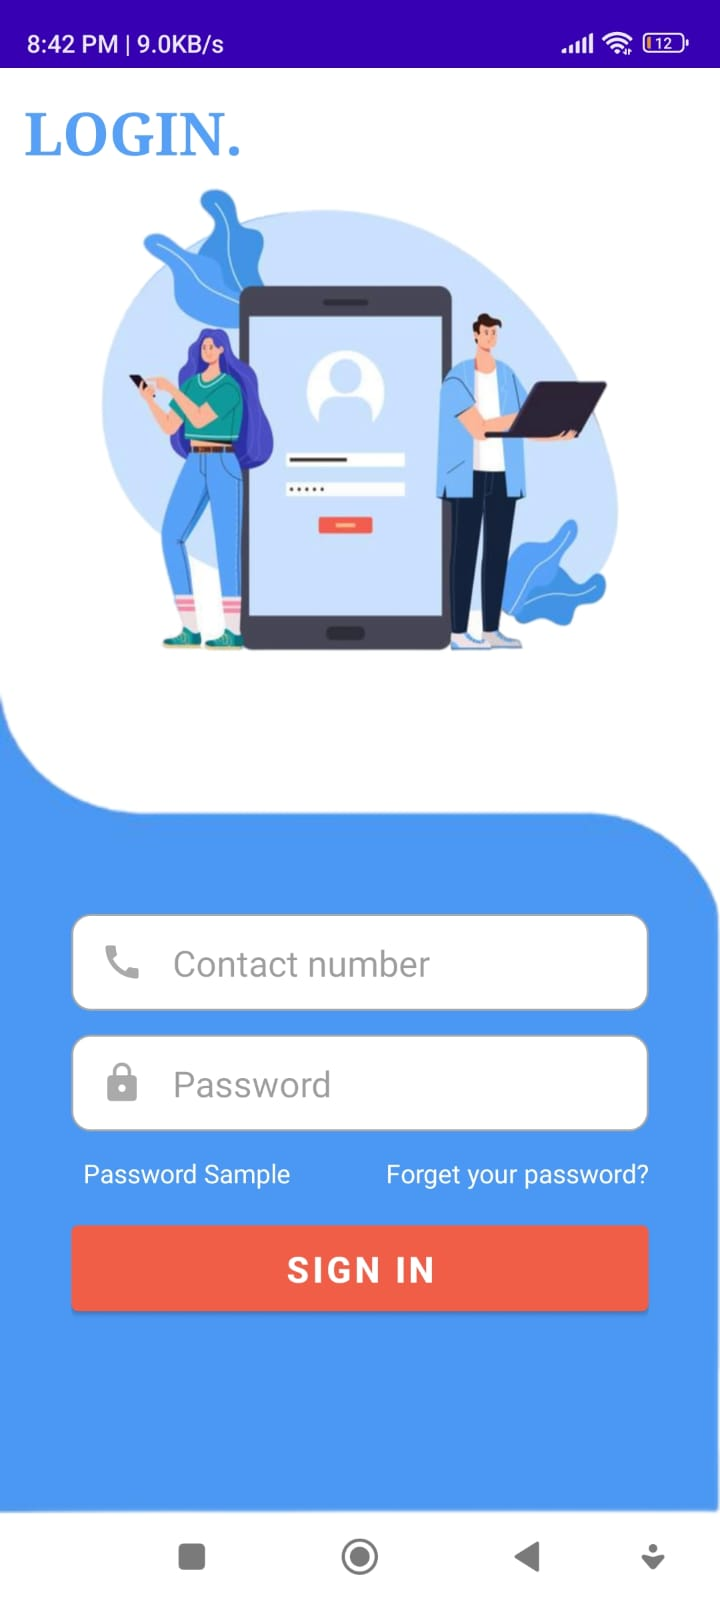 8:42 PM | 9.0KB/s
12
LOGIN.
Contact number
Password
Password Sample
Forget your password?
SIGN IN